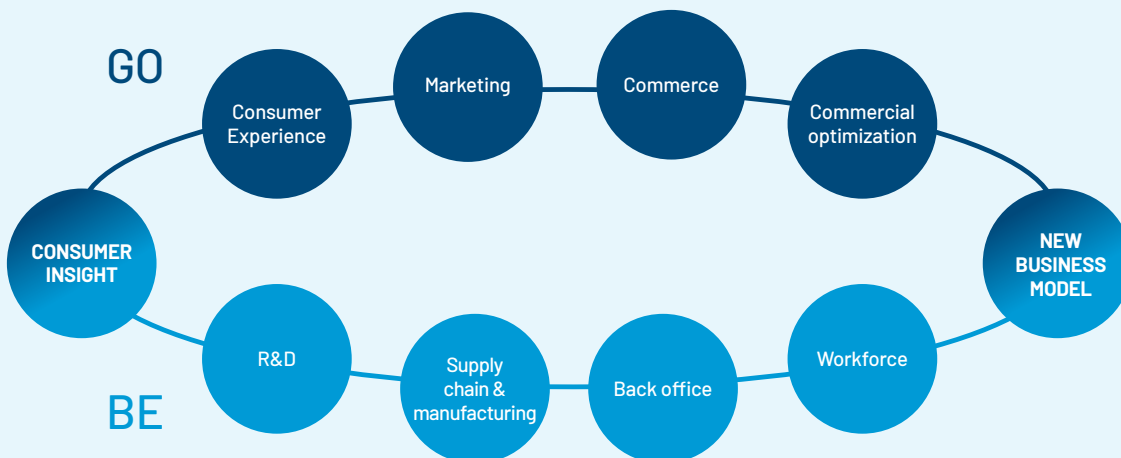 GO
Consumer
Experience
Marketing
Commerce
Commercial
optimization
CONSUMER
INSIGHT
NEW
BUSINESS
MODEL
R&D
Supply
chain &
manufacturing
Back office
Workforce
BE